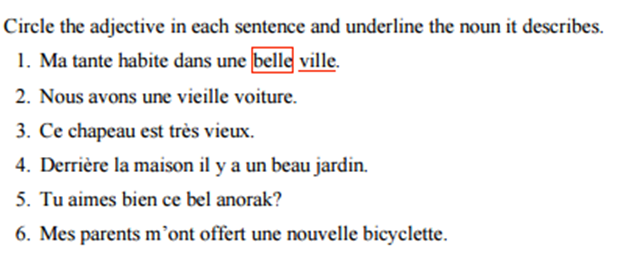 Circle the adjective in each sentence and underline the noun it describes.
1. Ma tante habite dans une belle ville.
2. Nous avons une vieille voiture.
3. Ce chapeau est très vieux.
4. Derrière la maison il y a un beau jardin.
5. Tu aimes bien ce bel anorak?
6. Mes parents m’ont offert une nouvelle bicyclette.